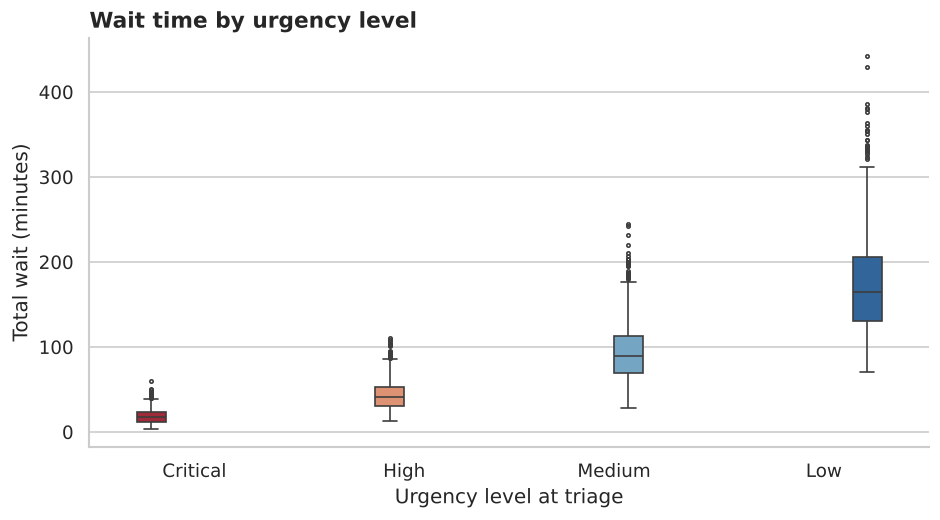 Wait time by urgency level
Total wait (minutes)
400
300
200
100
0
Critical High Medium Low
Urgency level at triage